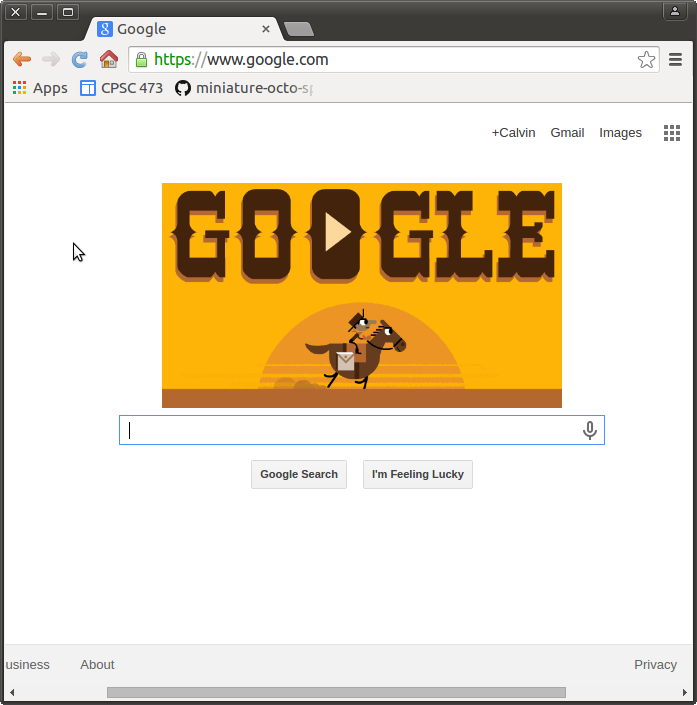 Google
https://www.google.com
Apps CPSC 473 miniature-octo-sp
+Calvin Gmail Images
GOOGLE
Google Search I'm Feeling Lucky
usiness About Privacy